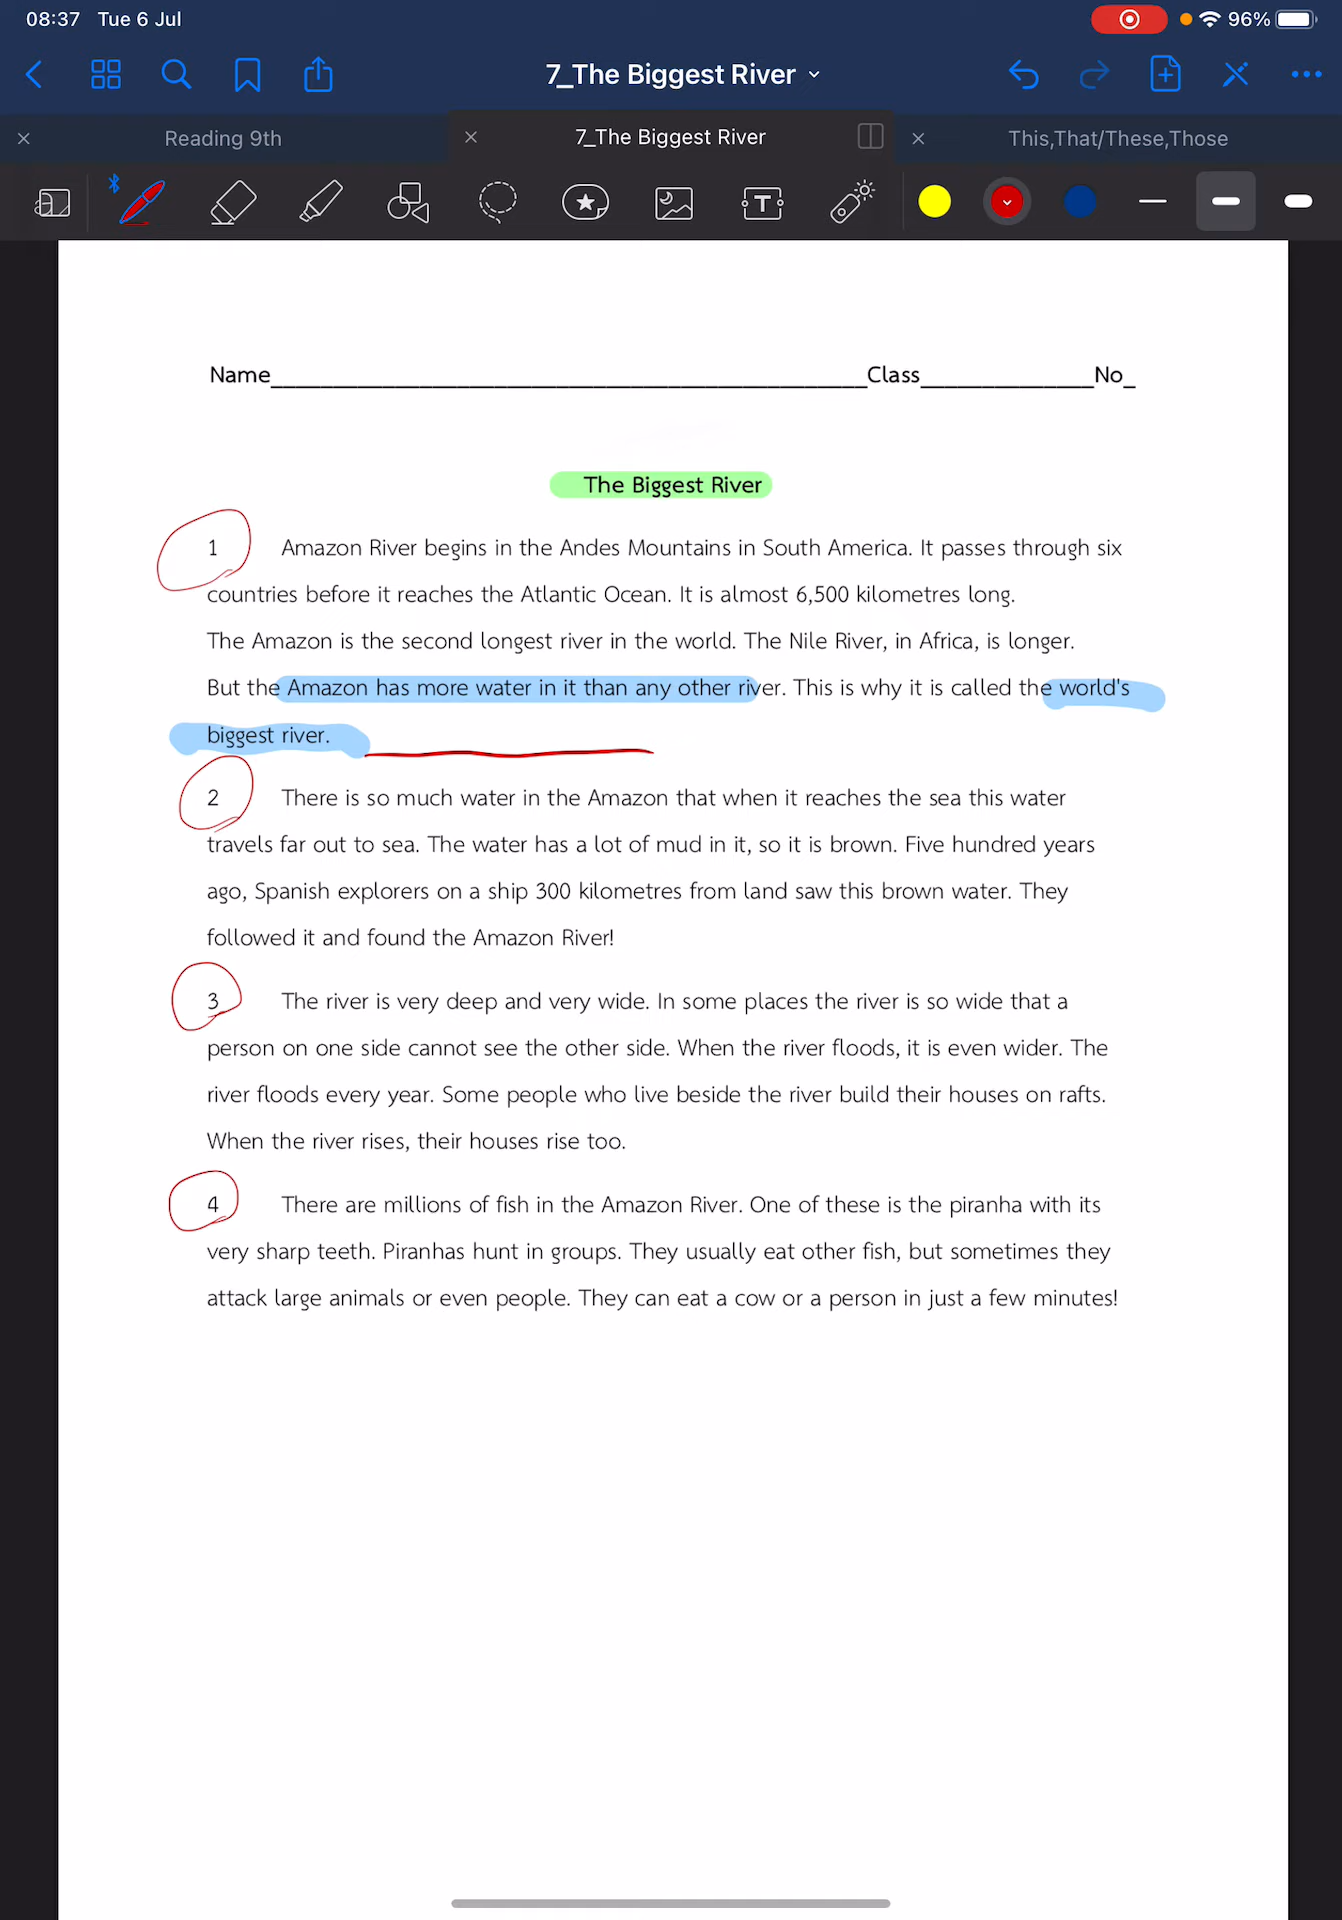 08:37 Tue 6 Jul 96%
7_The Biggest River
Reading 9th 7_The Biggest River This,That/These,Those
Name Class No_
The Biggest River
1 Amazon River begins in the Andes Mountains in South America. It passes through six
countries before it reaches the Atlantic Ocean. It is almost 6,500 kilometres long.
The Amazon is the second longest river in the world. The Nile River, in Africa, is longer.
But the Amazon has more water in it than any other river. This is why it is called the world's
biggest river.
2 There is so much water in the Amazon that when it reaches the sea this water
travels far out to sea. The water has a lot of mud in it, so it is brown. Five hundred years
ago, Spanish explorers on a ship 300 kilometres from land saw this brown water. They
followed it and found the Amazon River!
3 The river is very deep and very wide. In some places the river is so wide that a
person on one side cannot see the other side. When the river floods, it is even wider. The
river floods every year. Some people who live beside the river build their houses on rafts.
When the river rises, their houses rise too.
4 There are millions of fish in the Amazon River. One of these is the piranha with its
very sharp teeth. Piranhas hunt in groups. They usually eat other fish, but sometimes they
attack large animals or even people. They can eat a cow or a person in just a few minutes!